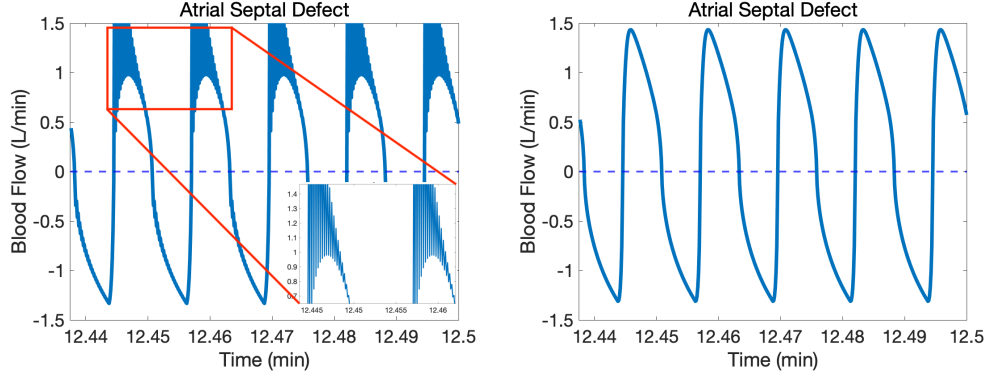 Atrial Septal Defect
1.5
1
0.5
0
-0.5
-1
-1.5
Blood Flow (L/min)
12.44 12.45 12.46 12.47 12.48 12.49 12.5
Time (min)
1.4
1.3
1.2
1.1
1
0.9
0.8
0.7
12.445 12.45 12.455 12.46
Atrial Septal Defect
1.5
1
0.5
0
-0.5
-1
-1.5
Blood Flow (L/min)
12.44 12.45 12.46 12.47 12.48 12.49 12.5
Time (min)